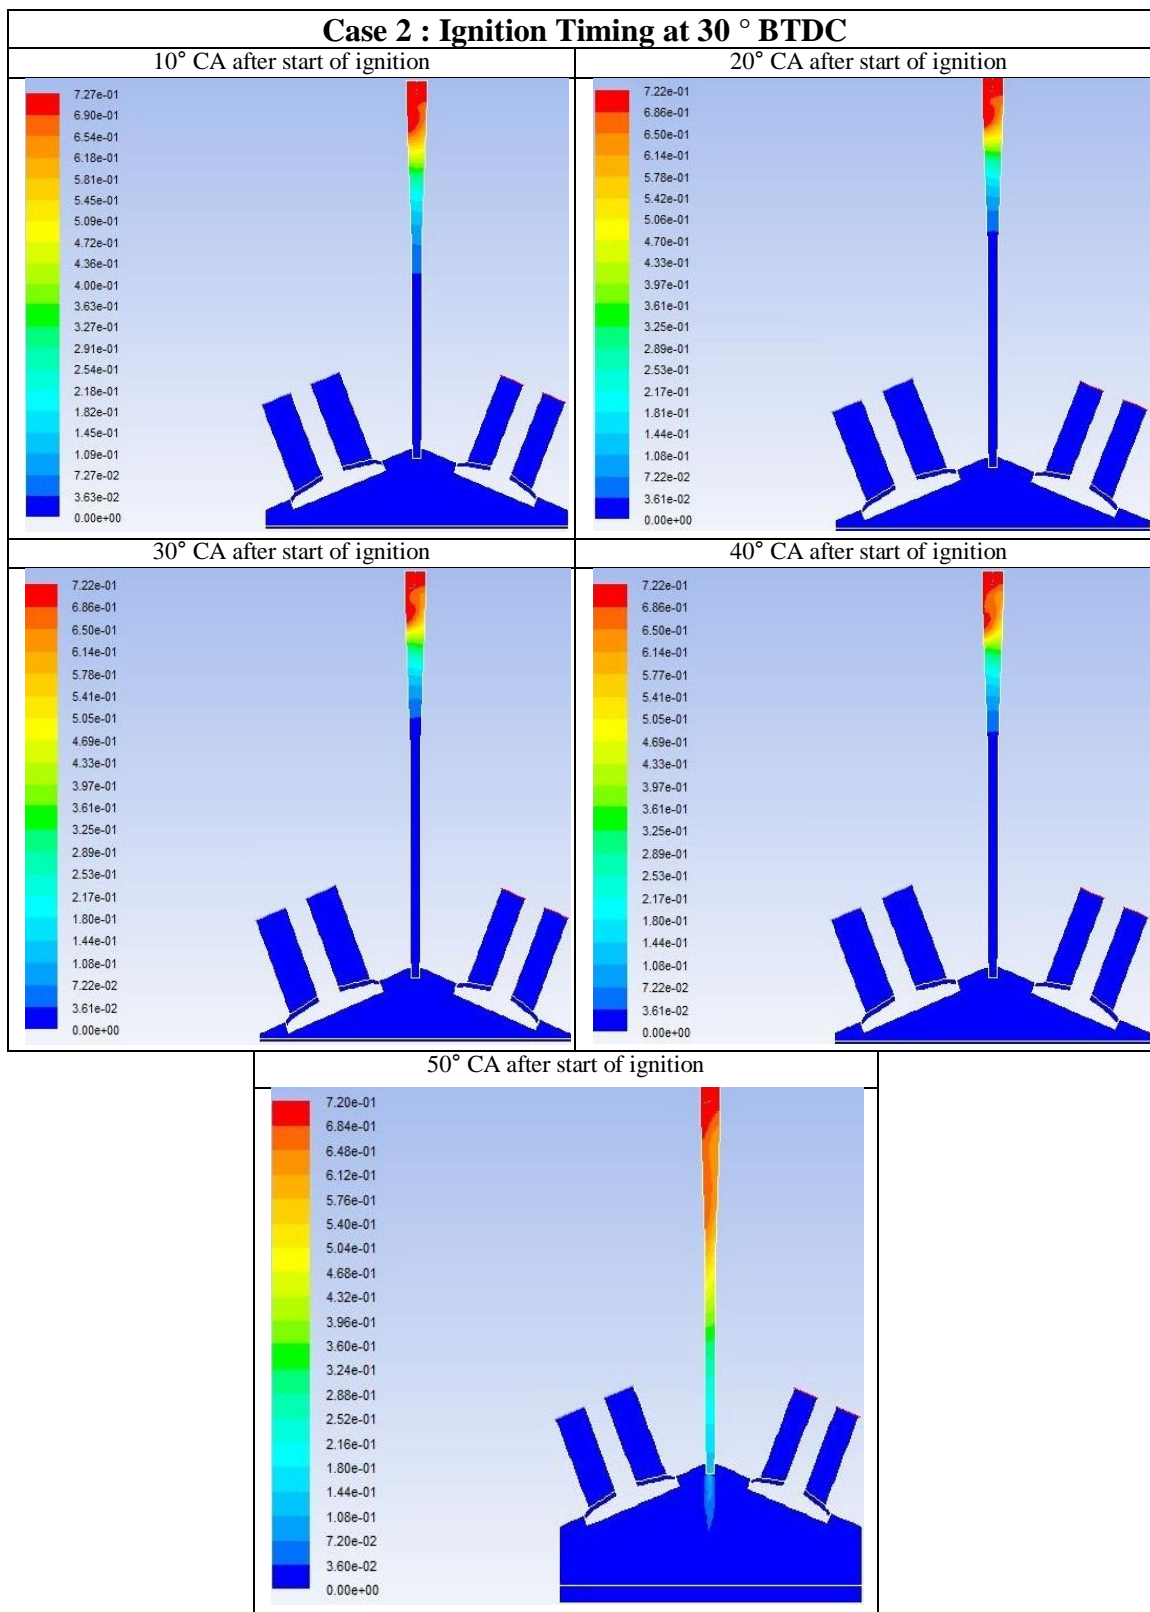 Case 2 : Ignition Timing at 30 ° BTDC
10° CA after start of ignition
20° CA after start of ignition
7.27e-01
6.90e-01
6.54e-01
6.18e-01
5.81e-01
5.45e-01
5.09e-01
4.72e-01
4.36e-01
4.00e-01
3.63e-01
3.27e-01
2.91e-01
2.54e-01
2.18e-01
1.82e-01
1.45e-01
1.09e-01
7.27e-02
3.63e-02
0.00e+00
7.22e-01
6.86e-01
6.50e-01
6.14e-01
5.78e-01
5.42e-01
5.06e-01
4.70e-01
4.33e-01
3.97e-01
3.61e-01
3.25e-01
2.89e-01
2.53e-01
2.17e-01
1.81e-01
1.44e-01
1.08e-01
7.22e-02
3.61e-02
0.00e+00
30° CA after start of ignition
40° CA after start of ignition
7.22e-01
6.86e-01
6.50e-01
6.14e-01
5.78e-01
5.41e-01
5.05e-01
4.69e-01
4.33e-01
3.97e-01
3.61e-01
3.25e-01
2.89e-01
2.53e-01
2.17e-01
1.80e-01
1.44e-01
1.08e-01
7.22e-02
3.61e-02
0.00e+00
7.22e-01
6.86e-01
6.50e-01
6.14e-01
5.77e-01
5.41e-01
5.05e-01
4.69e-01
4.33e-01
3.97e-01
3.61e-01
3.25e-01
2.89e-01
2.53e-01
2.17e-01
1.80e-01
1.44e-01
1.08e-01
7.22e-02
3.61e-02
0.00e+00
50° CA after start of ignition
7.20e-01
6.84e-01
6.48e-01
6.12e-01
5.76e-01
5.40e-01
5.04e-01
4.68e-01
4.32e-01
3.96e-01
3.60e-01
3.24e-01
2.88e-01
2.52e-01
2.16e-01
1.80e-01
1.44e-01
1.08e-01
7.20e-02
3.60e-02
0.00e+00